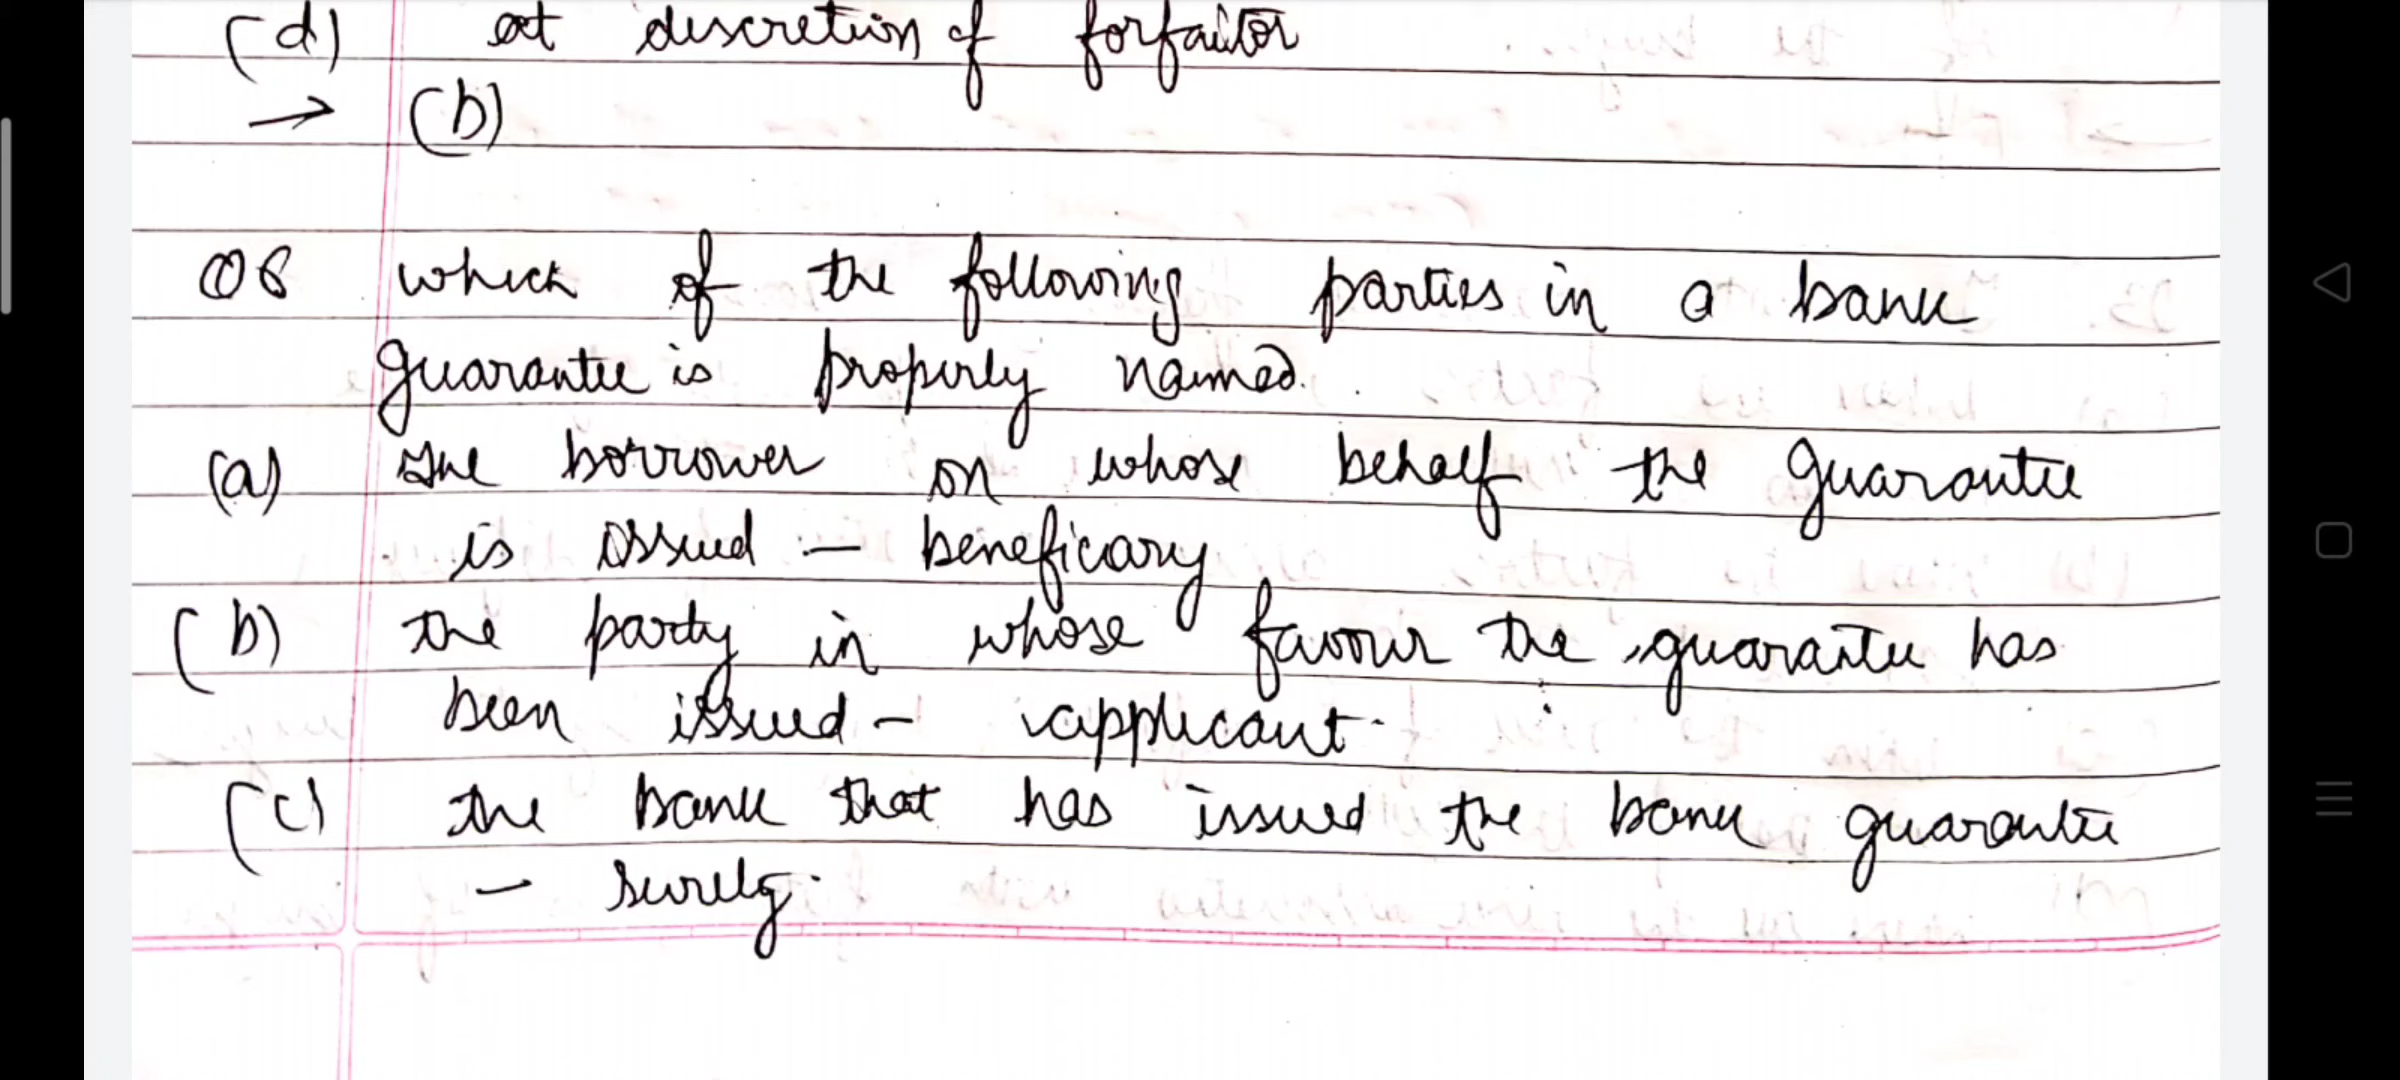 (d) at discretion of forfaitor
→ (b)
06 which of the following parties in a bank
guarantee is properly named.
(a) The borrower on whose behalf the guarantee
is issued - beneficary
(b) the party in whose favour the guarantee has
been issued - applicant.
(c) the bank that has issued the bank guarantee
- surety.